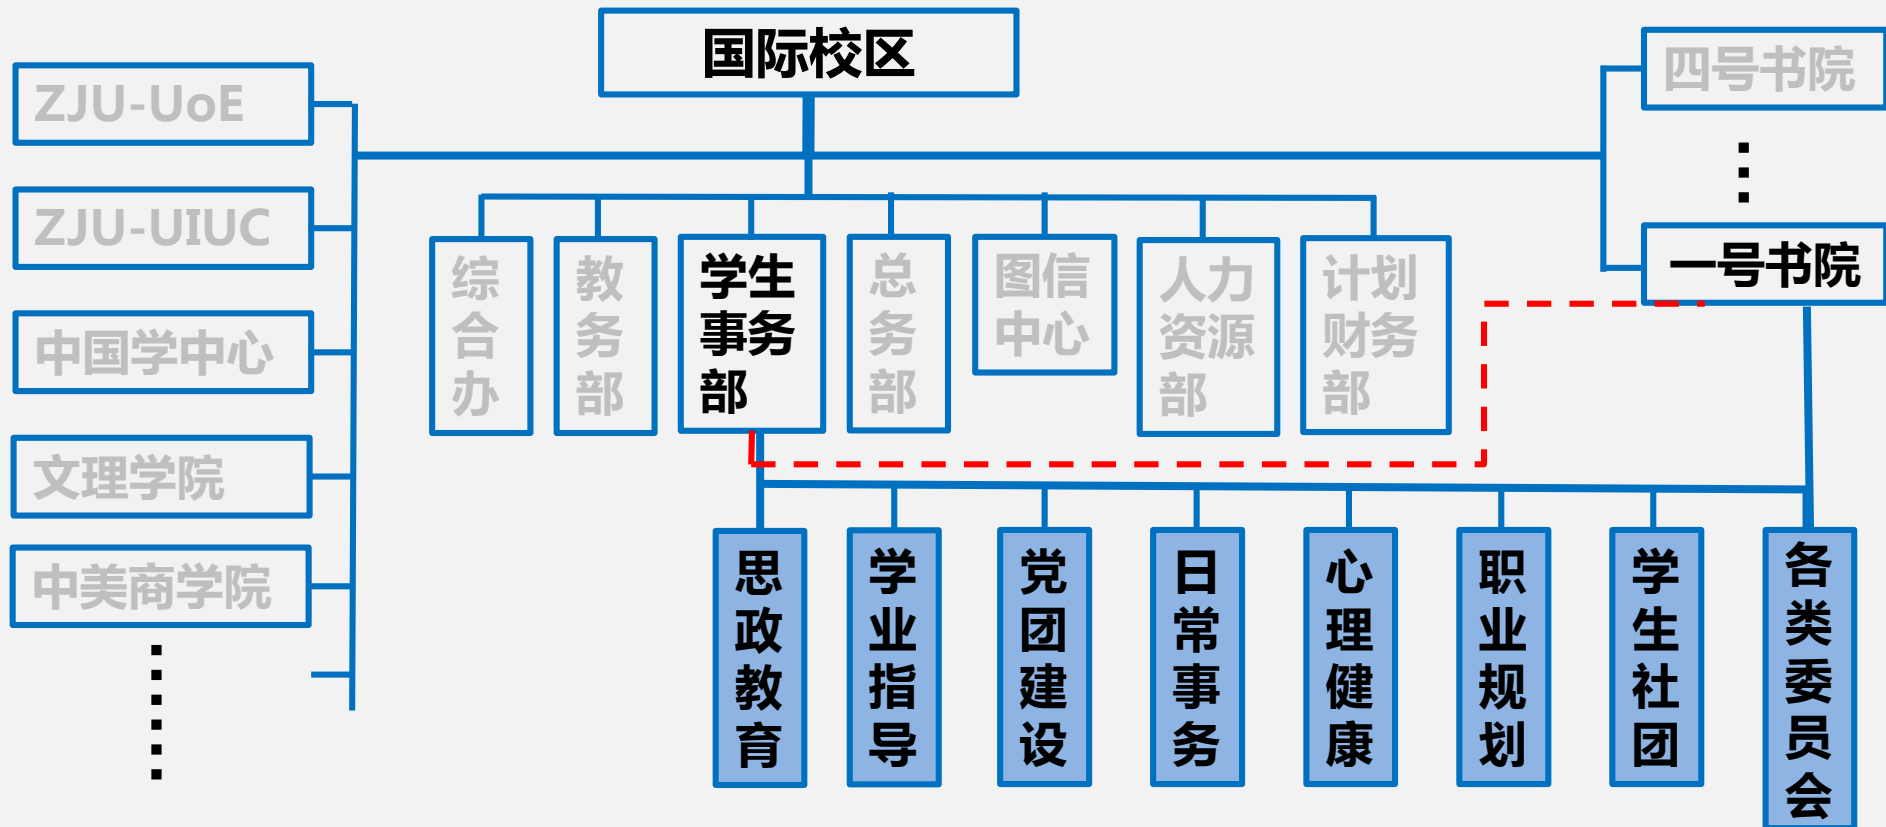 国际校区
四号书院
一号书院
ZJU-UoE
ZJU-UIUC
中国学中心
文理学院
中美商学院
综
合
办
教
务
部
学生
事务
部
总
务
部
图信
中心
人力
资源
部
计划
财务
部
思
政
教
育
学
业
指
导
党
团
建
设
日
常
事
务
心
理
健
康
职
业
规
划
学
生
社
团
各
类
委
员
会